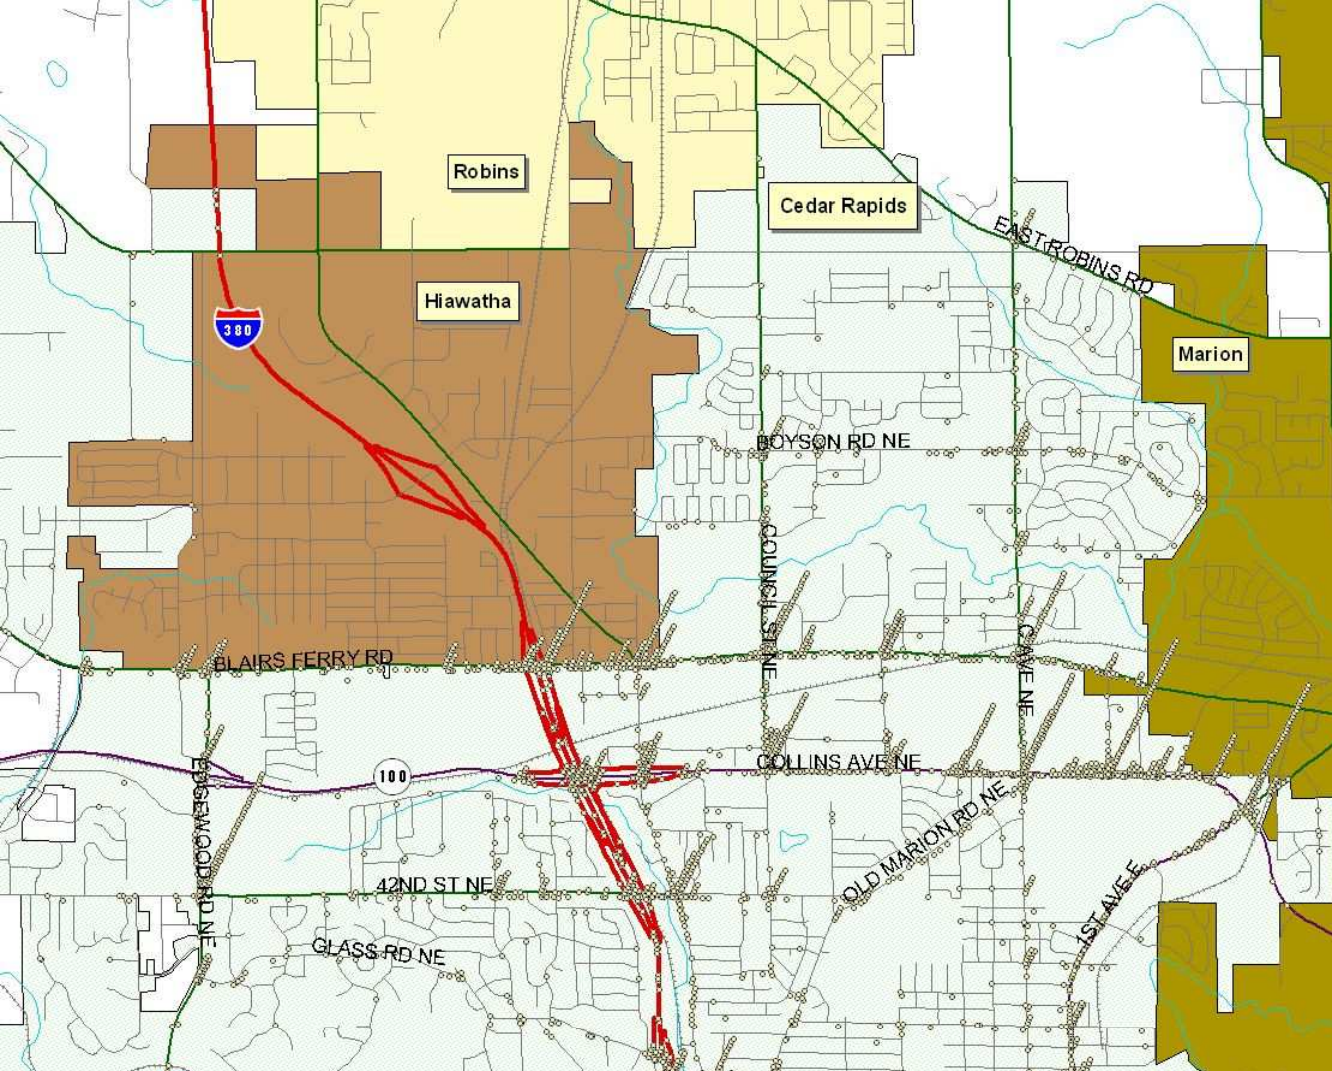 Robins
Cedar Rapids
EAST ROBINS RD
Hiawatha
380
Marion
BOYSON RD NE
COUNCIL ST NE
C AVE NE
BLAIRS FERRY RD
EDGEWOOD RD NE
100
COLLINS AVE NE
OLD MARION RD NE
42ND ST NE
1ST AVE E
GLASS RD NE